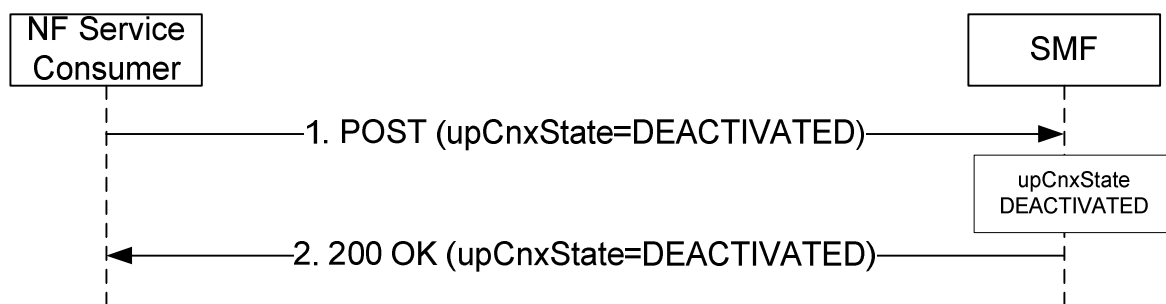 NF Service
Consumer
SMF
1. POST (upCnxState=DEACTIVATED)
upCnxState
DEACTIVATED
2. 200 OK (upCnxState=DEACTIVATED)